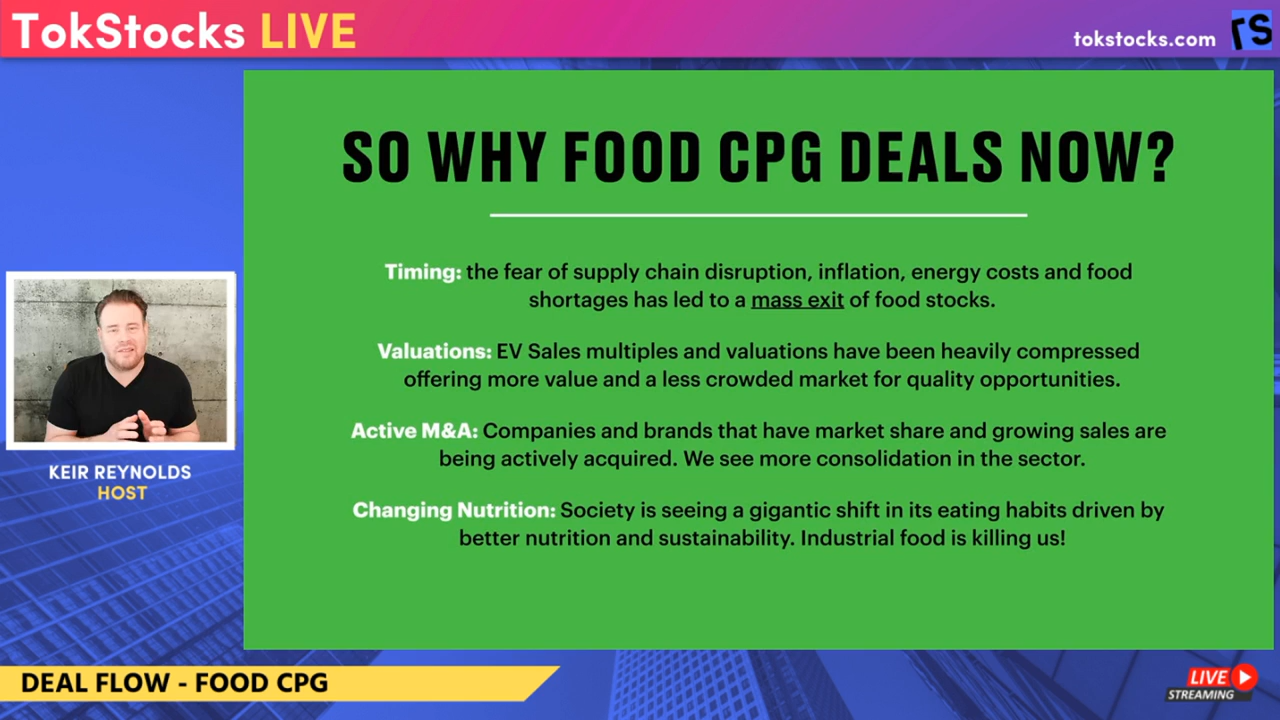 TokStocks LIVE
tokstocks.com
TS
SO WHY FOOD CPG DEALS NOW?
Timing: the fear of supply chain disruption, inflation, energy costs and food
shortages has led to a mass exit of food stocks.
Valuations: EV Sales multiples and valuations have been heavily compressed
offering more value and a less crowded market for quality opportunities.
Active M&A: Companies and brands that have market share and growing sales are
being actively acquired. We see more consolidation in the sector.
Changing Nutrition: Society is seeing a gigantic shift in its eating habits driven by
better nutrition and sustainability. Industrial food is killing us!
KEIR REYNOLDS
HOST
DEAL FLOW - FOOD CPG
LIVE
STREAMING